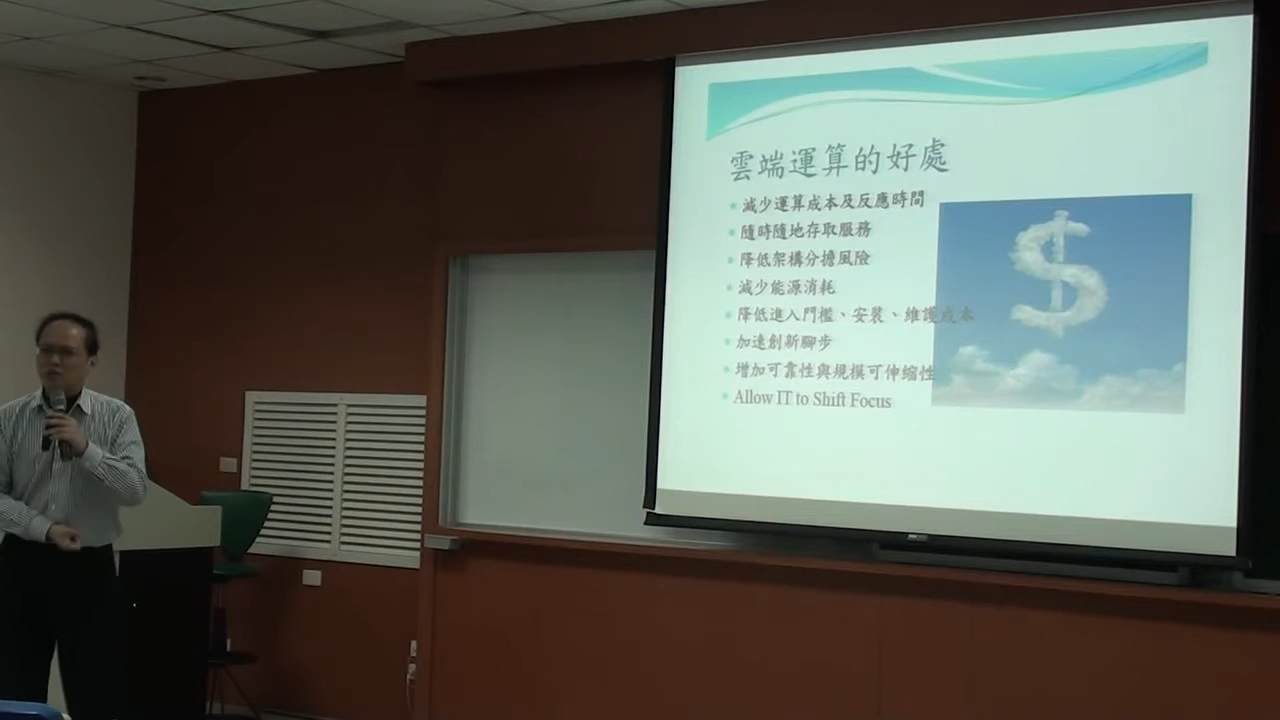 雲端運算的好處
減少運算成本及反應時間
隨時隨地存取服務
降低架構分擔風險
減少能源消耗
降低進入門檻、安裝、維護成本
加速創新腳步
增加可靠性與規模可伸縮性
Allow IT to Shift Focus